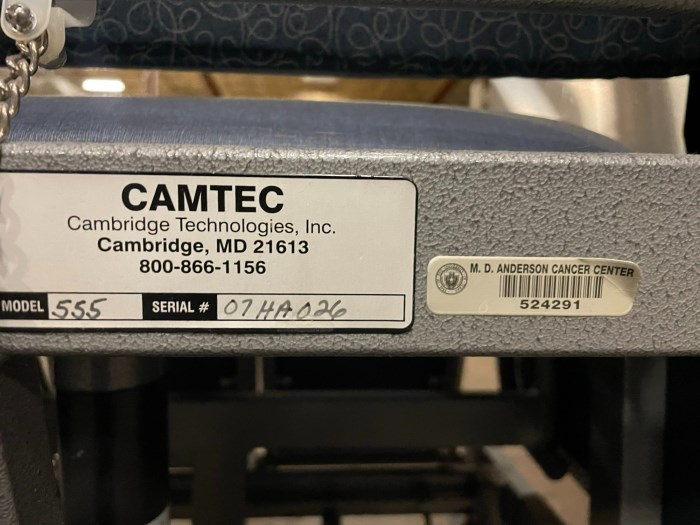 CAMTEC
Cambridge Technologies, Inc.
Cambridge, MD 21613
800-866-1156
MODEL 555 SERIAL # 07HA026
M. D. ANDERSON CANCER CENTER
524291